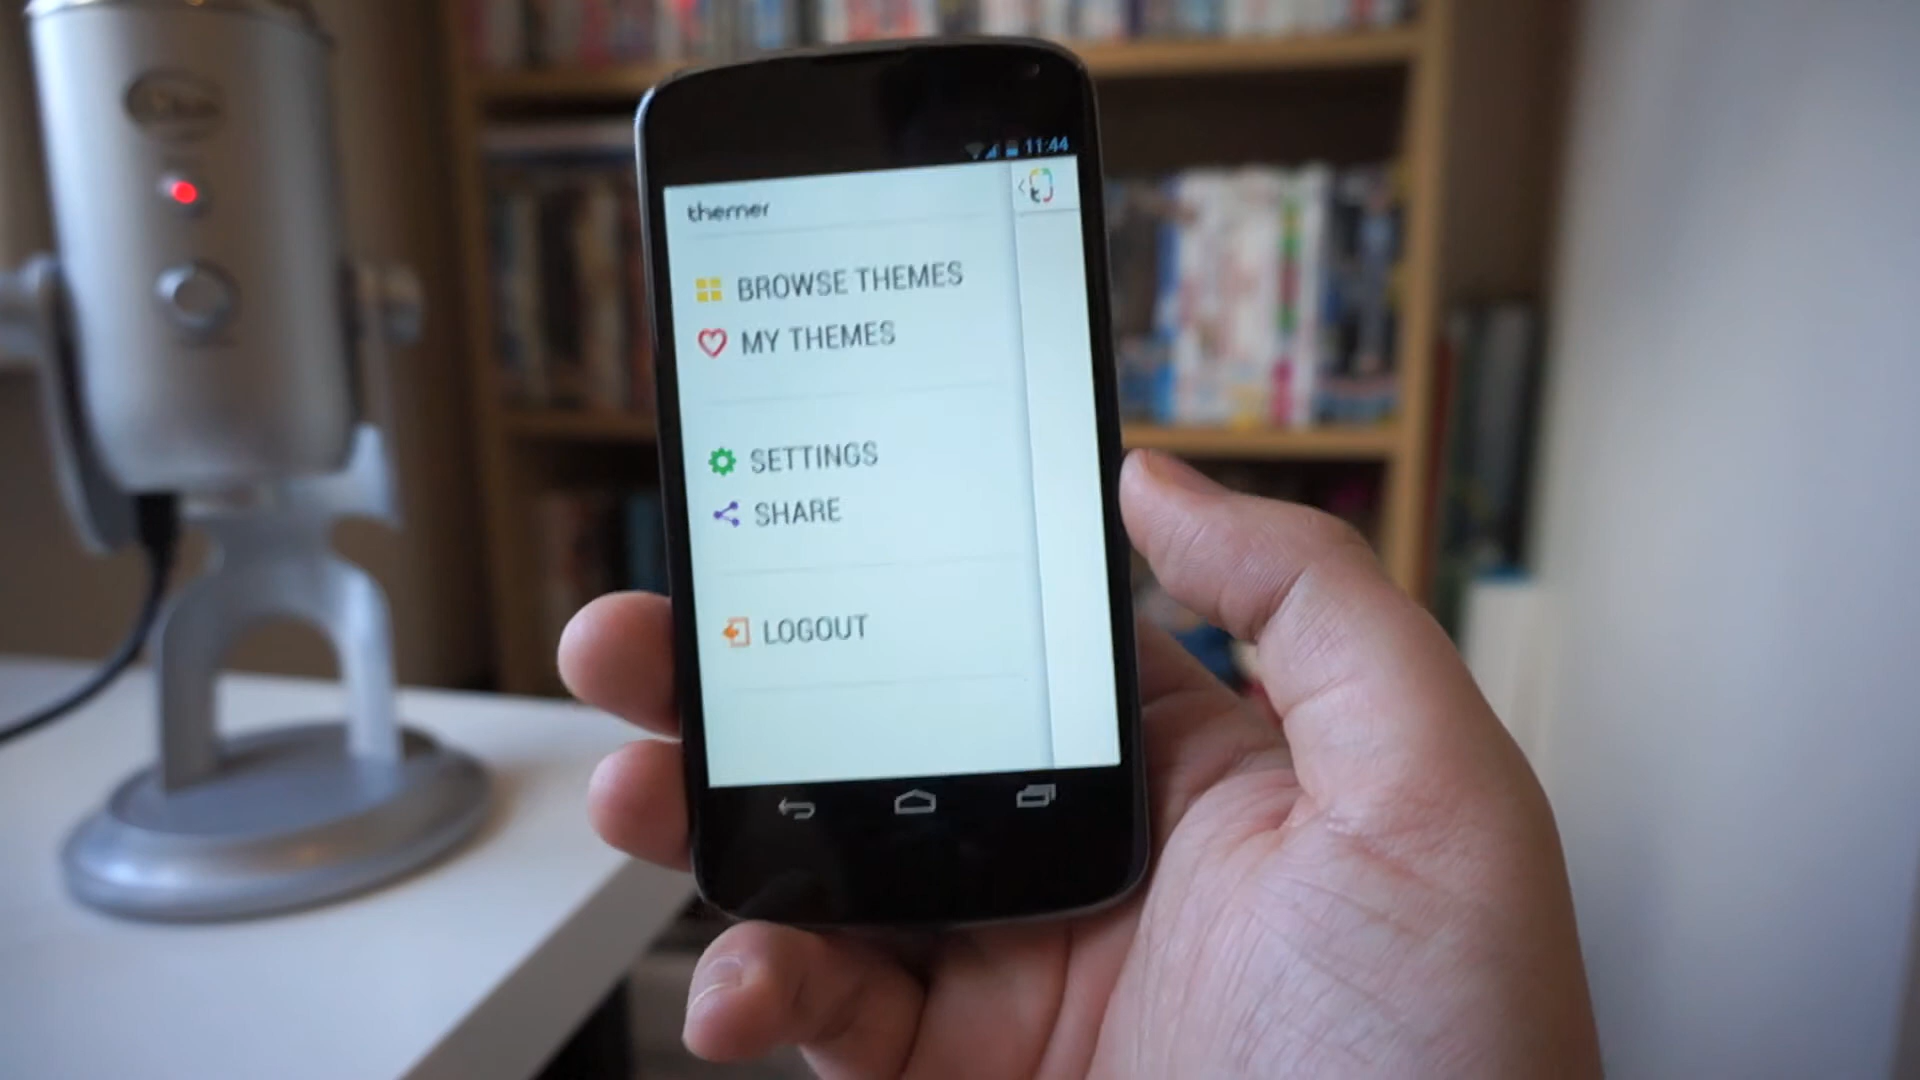 11:44
themer
BROWSE THEMES
MY THEMES
SETTINGS
SHARE
LOGOUT